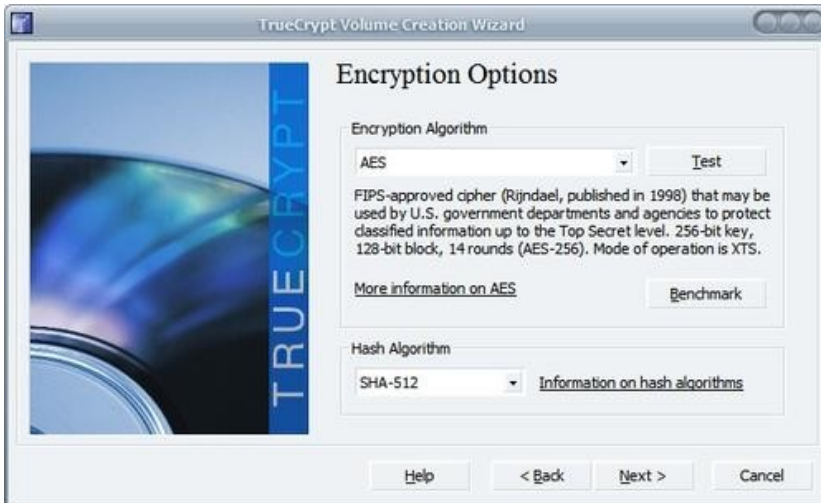 TrueCrypt Volume Creation Wizard
TRUECRYPT
Encryption Options
Encryption Algorithm
AES
Test
FIPS-approved cipher (Rijndael, published in 1998) that may be
used by U.S. government departments and agencies to protect
classified information up to the Top Secret level. 256-bit key,
128-bit block, 14 rounds (AES-256). Mode of operation is XTS.
More information on AES
Benchmark
Hash Algorithm
SHA-512
Information on hash algorithms
Help
< Back
Next >
Cancel